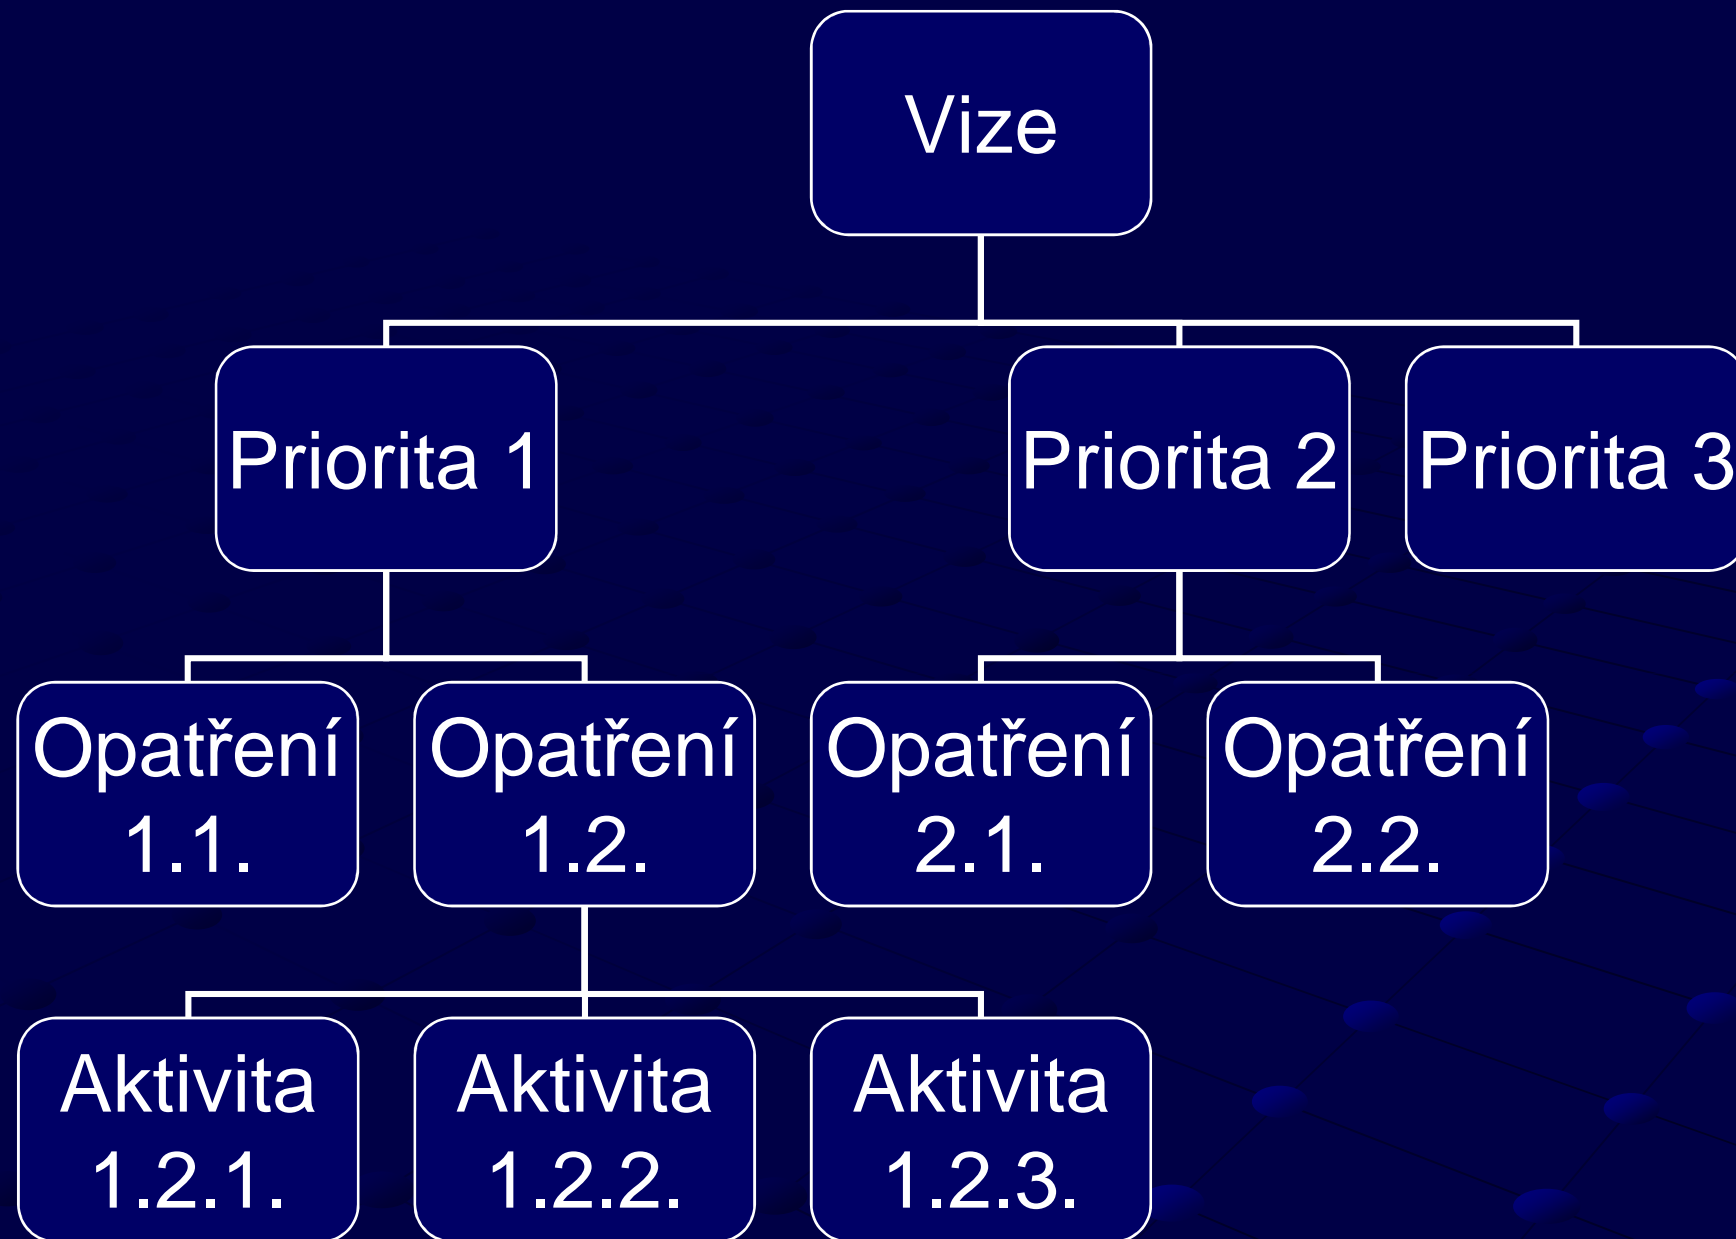 Vize
Priorita 1
Priorita 2
Priorita 3
Opatření
1.1.
Opatření
1.2.
Opatření
2.1.
Opatření
2.2.
Aktivita
1.2.1.
Aktivita
1.2.2.
Aktivita
1.2.3.